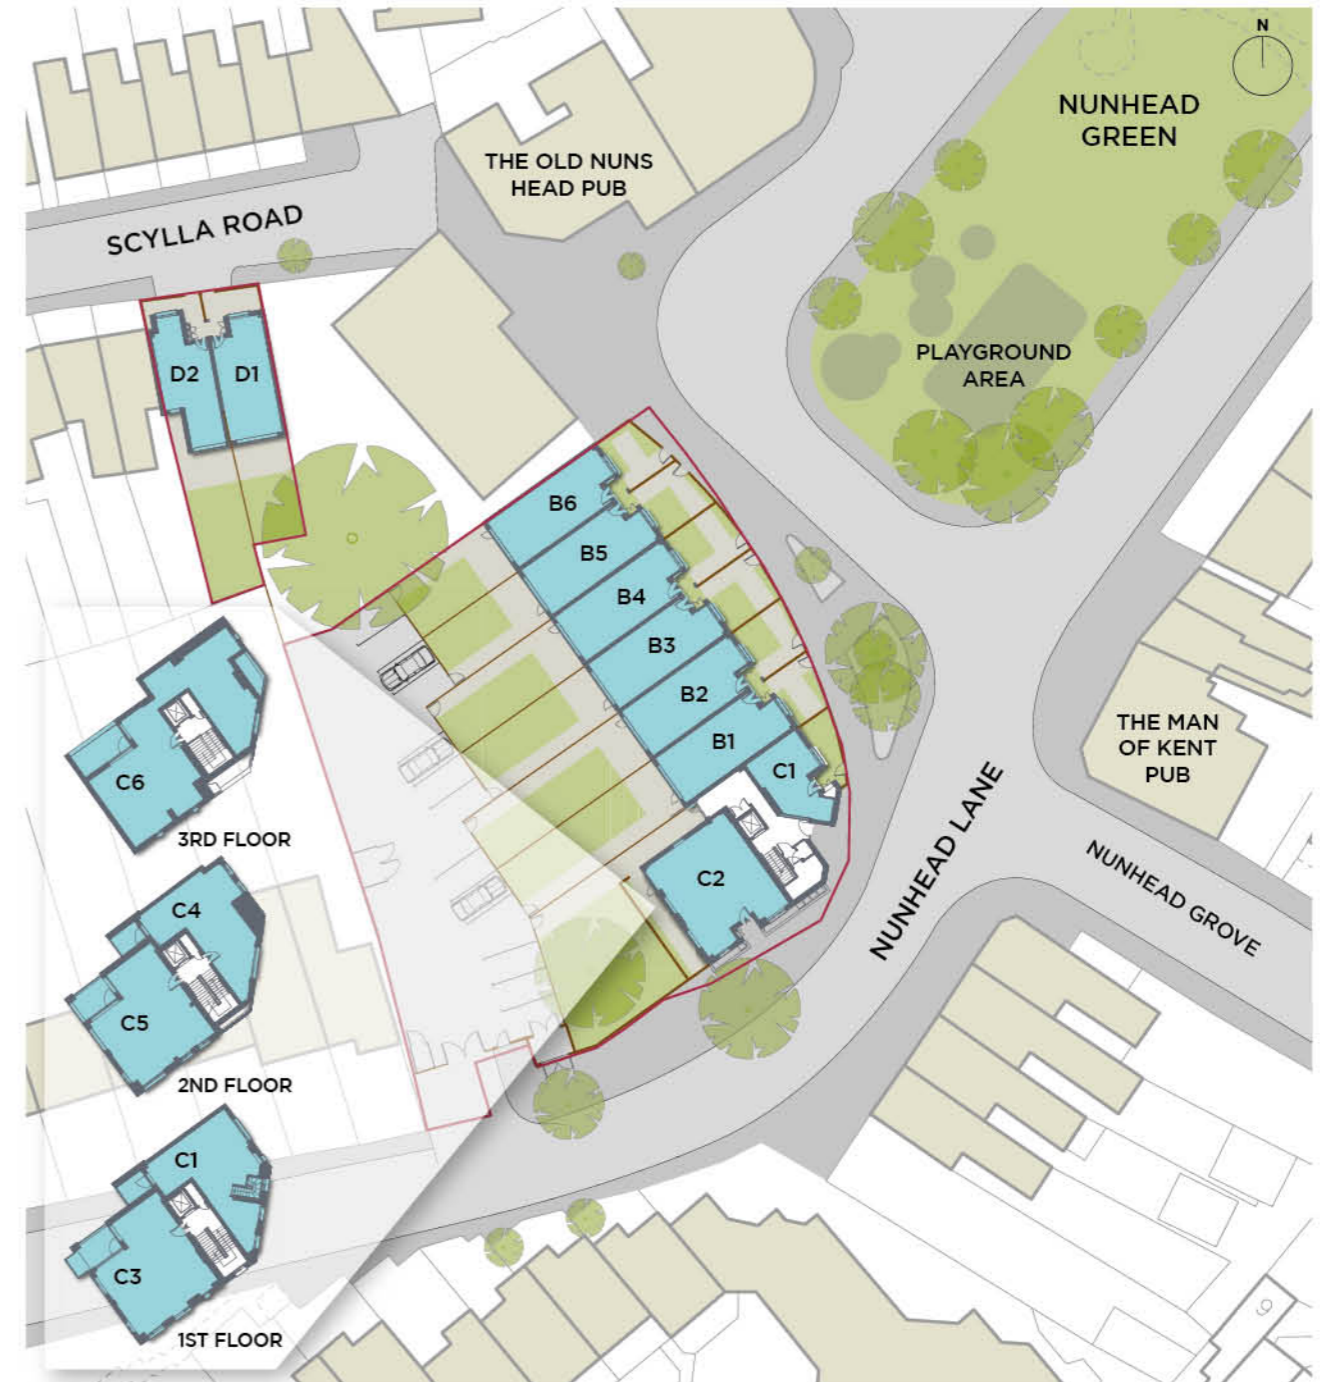 N
NUNHEAD
GREEN
THE OLD NUNS
HEAD PUB
SCYLLA ROAD
PLAYGROUND
AREA
D2
D1
B6
B5
B4
B3
B2
B1
C1
C2
THE MAN
OF KENT
PUB
NUNHEAD LANE
NUNHEAD GROVE
C6
3RD FLOOR
C4
C5
2ND FLOOR
C1
C3
1ST FLOOR
9